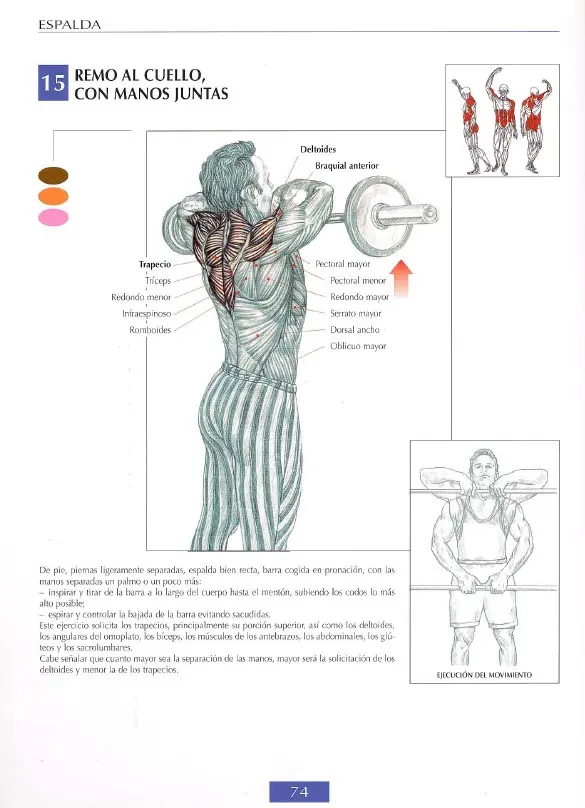 ESPALDA
15
REMO AL CUELLO,
CON MANOS JUNTAS
Deltoides
Braquial anterior
Trapecio
Tríceps
Redondo menor
Infraespinoso
Romboides
Pectoral mayor
Pectoral menor
Redondo mayor
Serrato mayor
Dorsal ancho
Oblicuo mayor
De pie, piernas ligeramente separadas, espalda bien recta, barra cogida en pronación, con las
manos separadas un palmo o un poco más:
– inspirar y tirar de la barra a lo largo del cuerpo hasta el mentón, subiendo los codos lo más
alto posible;
– espirar y controlar la bajada de la barra evitando sacudidas.
Este ejercicio solicita los trapecios, principalmente su porción superior, así como los deltoides,
los angulares del omoplato, los bíceps, los músculos de los antebrazos, los abdominales, los glú-
teos y los sacrolumbares.
Cabe señalar que cuanto mayor sea la separación de las manos, mayor será la solicitación de los
deltoides y menor la de los trapecios.
EJECUCIÓN DEL MOVIMIENTO
74